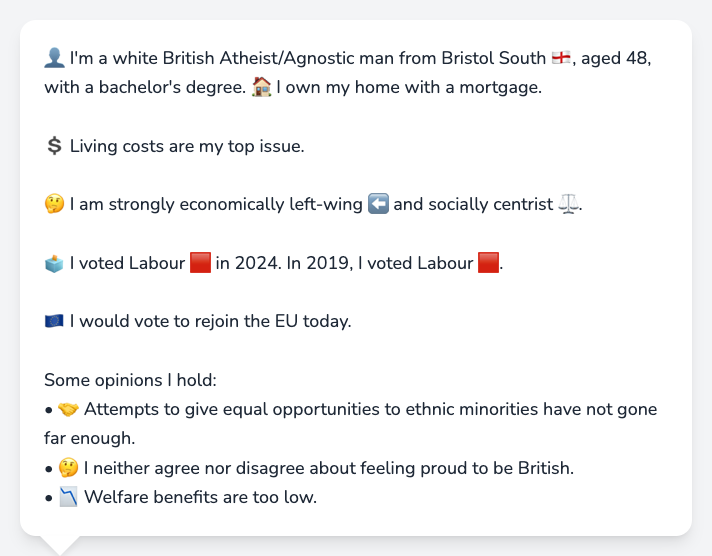 👤 I'm a white British Atheist/Agnostic man from Bristol South 🏴󠁧󠁢󠁥󠁮󠁧󠁿, aged 48,
with a bachelor's degree. 🏠 I own my home with a mortgage.
💲 Living costs are my top issue.
🤔 I am strongly economically left-wing ⬅️ and socially centrist ⚖️.
🗳️ I voted Labour 🟥 in 2024. In 2019, I voted Labour 🟥.
🇪🇺 I would vote to rejoin the EU today.
Some opinions I hold:
• 🤝 Attempts to give equal opportunities to ethnic minorities have not gone
far enough.
• 🤔 I neither agree nor disagree about feeling proud to be British.
• 📉 Welfare benefits are too low.